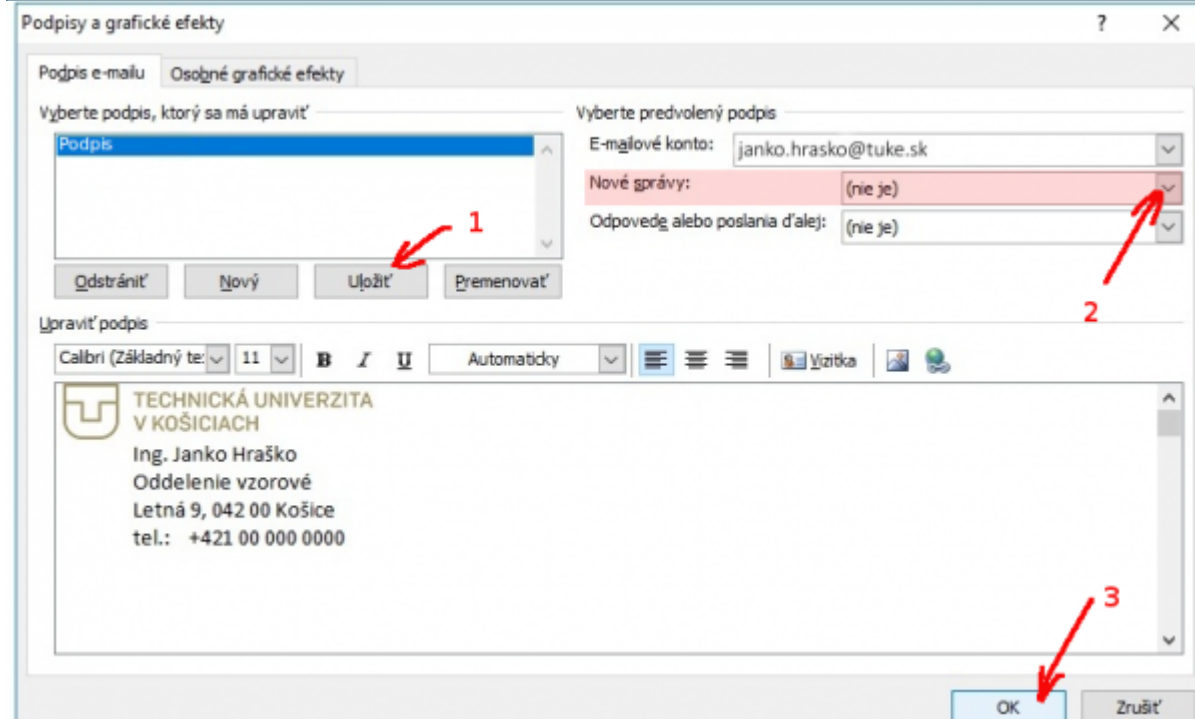 Podpisy a grafické efekty ? ×
Podpis e-mailu Osobné grafické efekty
Vyberte podpis, ktorý sa má upraviť
Podpis
Odstrániť Nový Uložiť Premenovať
Vyberte predvolený podpis
E-mailové konto: janko.hrasko@tuke.sk
Nové správy: (nie je)
Odpovede alebo poslania ďalej: (nie je)
1
2
Upraviť podpis
Calibri (Základný te: 11 B I U Automaticky Vizitka
TECHNICKÁ UNIVERZITA
V KOŠICIACH
Ing. Janko Hraško
Oddelenie vzorové
Letná 9, 042 00 Košice
tel.: +421 00 000 0000
3
OK Zrušiť